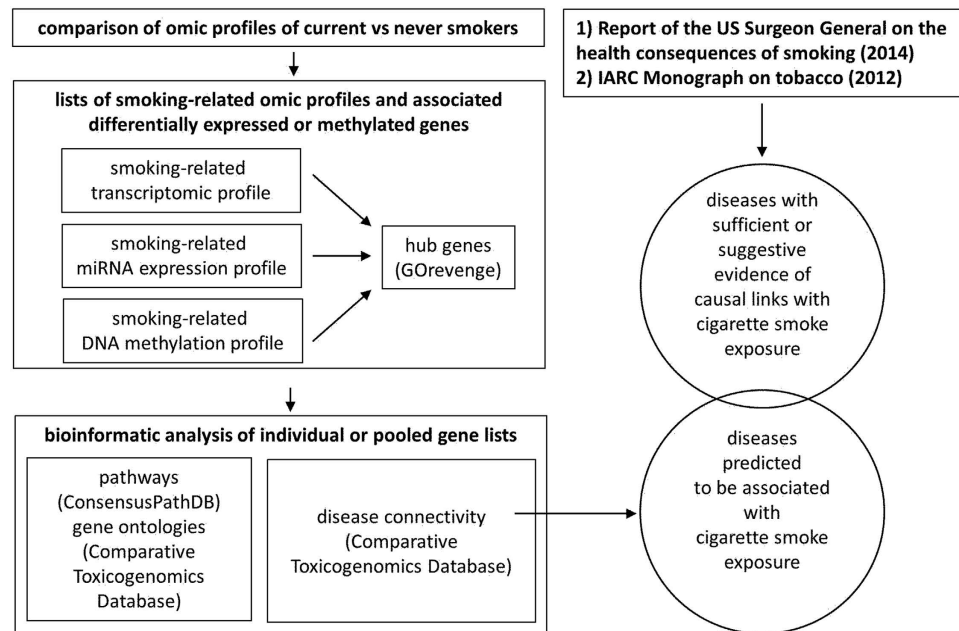 comparison of omic profiles of current vs never smokers
lists of smoking-related omic profiles and associated
differentially expressed or methylated genes
smoking-related
transcriptomic profile
smoking-related
miRNA expression profile
smoking-related
DNA methylation profile
hub genes
(GOrevenge)
bioinformatic analysis of individual or pooled gene lists
pathways
(ConsensusPathDB)
gene ontologies
(Comparative
Toxicogenomics
Database)
disease connectivity
(Comparative
Toxicogenomics Database)
1) Report of the US Surgeon General on the
health consequences of smoking (2014)
2) IARC Monograph on tobacco (2012)
diseases with
sufficient or
suggestive
evidence of
causal links with
cigarette smoke
exposure
diseases
predicted
to be associated
with
cigarette smoke
exposure